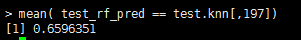 > mean( test_rf_pred == test.knn[,197])
[1] 0.6596351